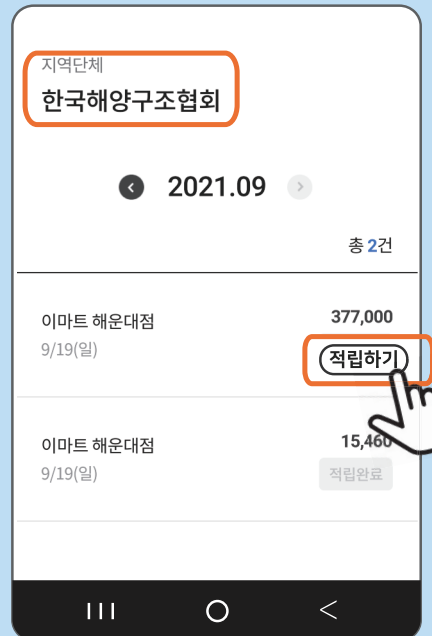 지역단체
한국해양구조협회
2021.09
총 2건
이마트 해운대점
377,000
9/19(일)
적립하기
이마트 해운대점
15,460
9/19(일)
적립완료